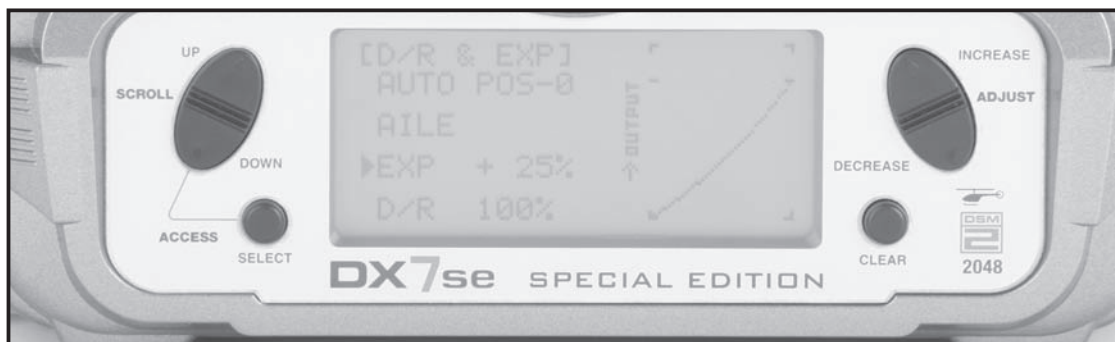 UP
SCROLL
DOWN
ACCESS
SELECT
[D/R & EXP]
AUTO POS-0
AILE
▶EXP + 25%
D/R 100%
↑ OUTPUT
INCREASE
ADJUST
DECREASE
CLEAR
DSM
2
2048
DX7se SPECIAL EDITION